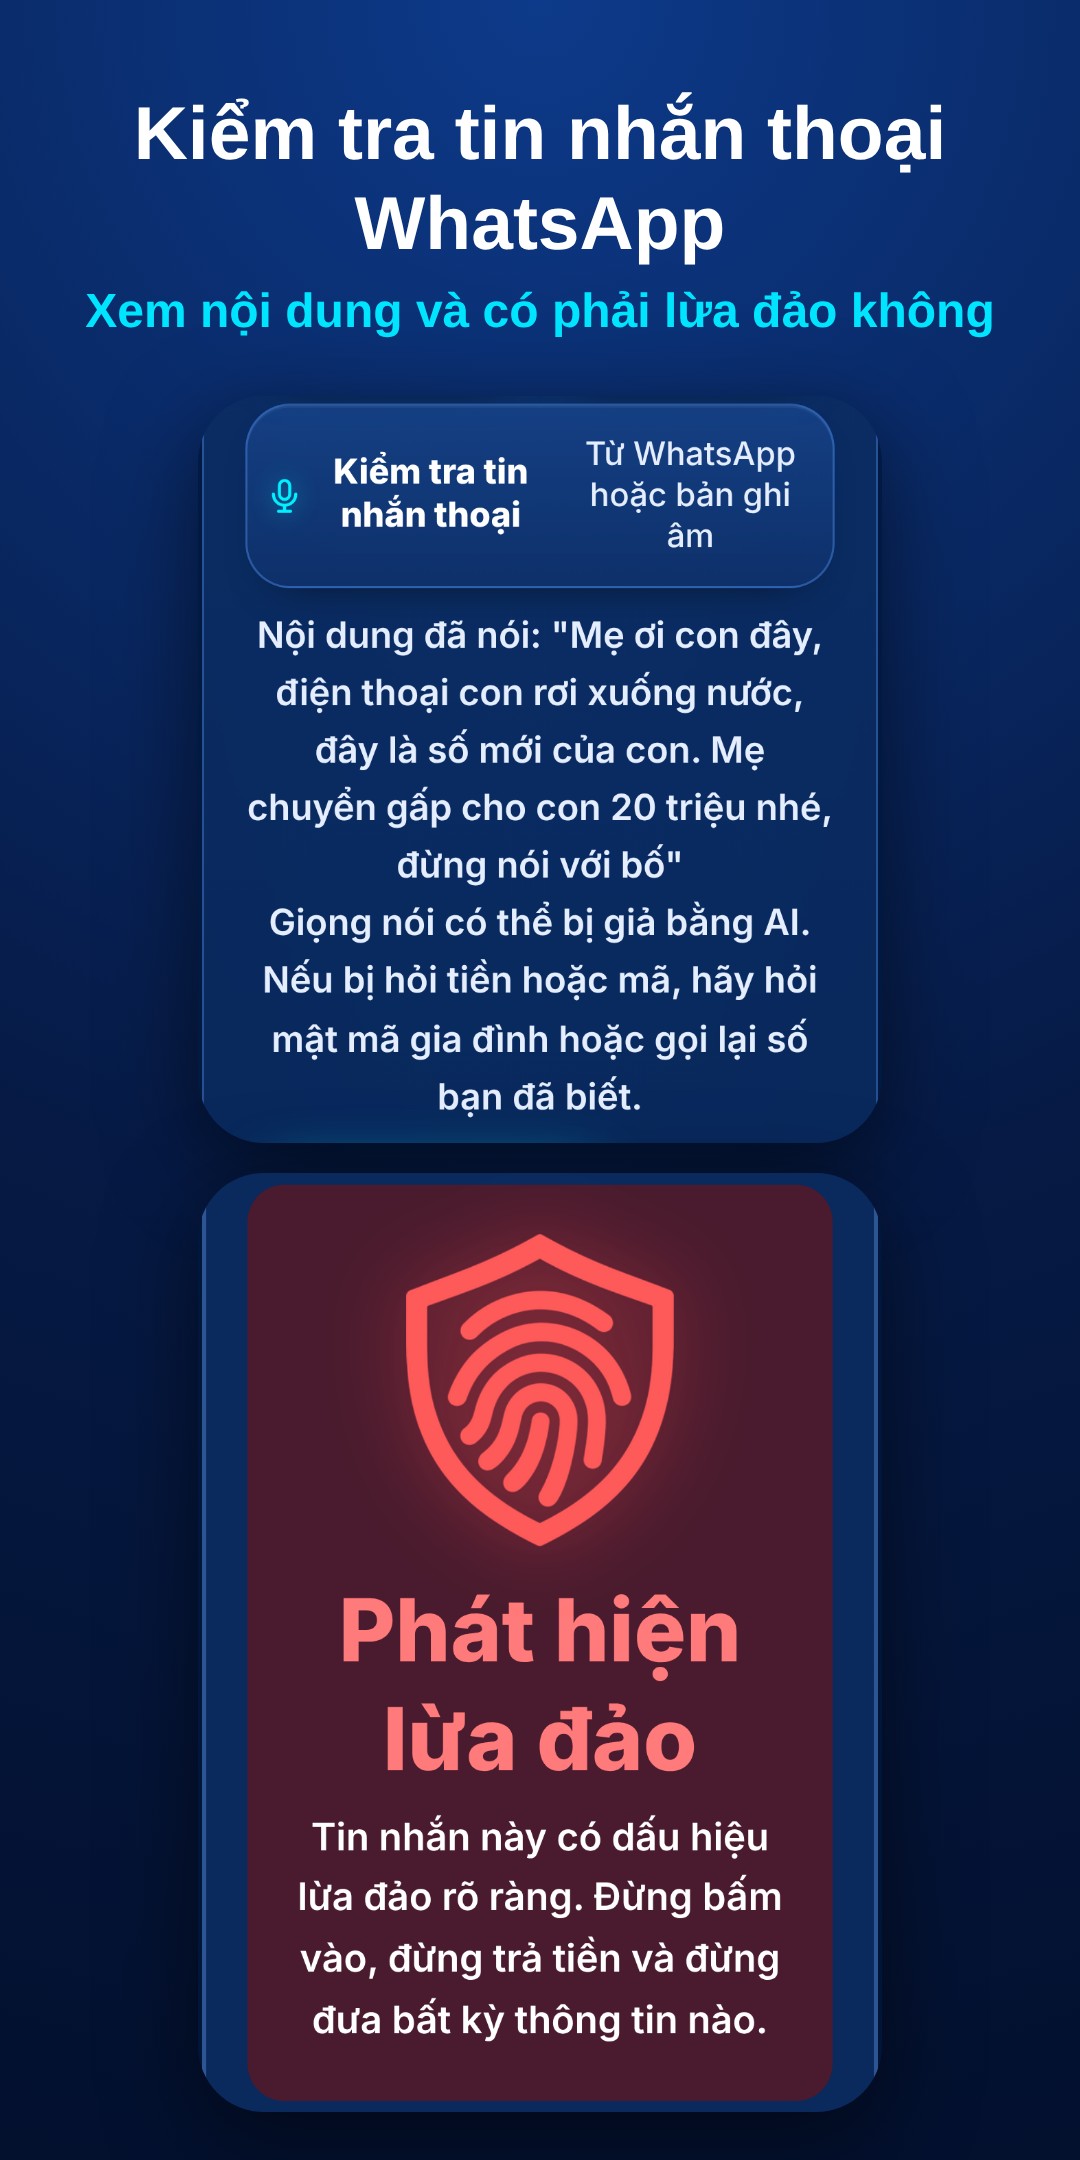 Kiểm tra tin nhắn thoại
WhatsApp
Xem nội dung và có phải lừa đảo không
Kiểm tra tin
nhắn thoại
Từ WhatsApp
hoặc bản ghi
âm
Nội dung đã nói: "Mẹ ơi con đây,
điện thoại con rơi xuống nước,
đây là số mới của con. Mẹ
chuyển gấp cho con 20 triệu nhé,
đừng nói với bố"
Giọng nói có thể bị giả bằng AI.
Nếu bị hỏi tiền hoặc mã, hãy hỏi
mật mã gia đình hoặc gọi lại số
bạn đã biết.
Phát hiện
lừa đảo
Tin nhắn này có dấu hiệu
lừa đảo rõ ràng. Đừng bấm
vào, đừng trả tiền và đừng
đưa bất kỳ thông tin nào.